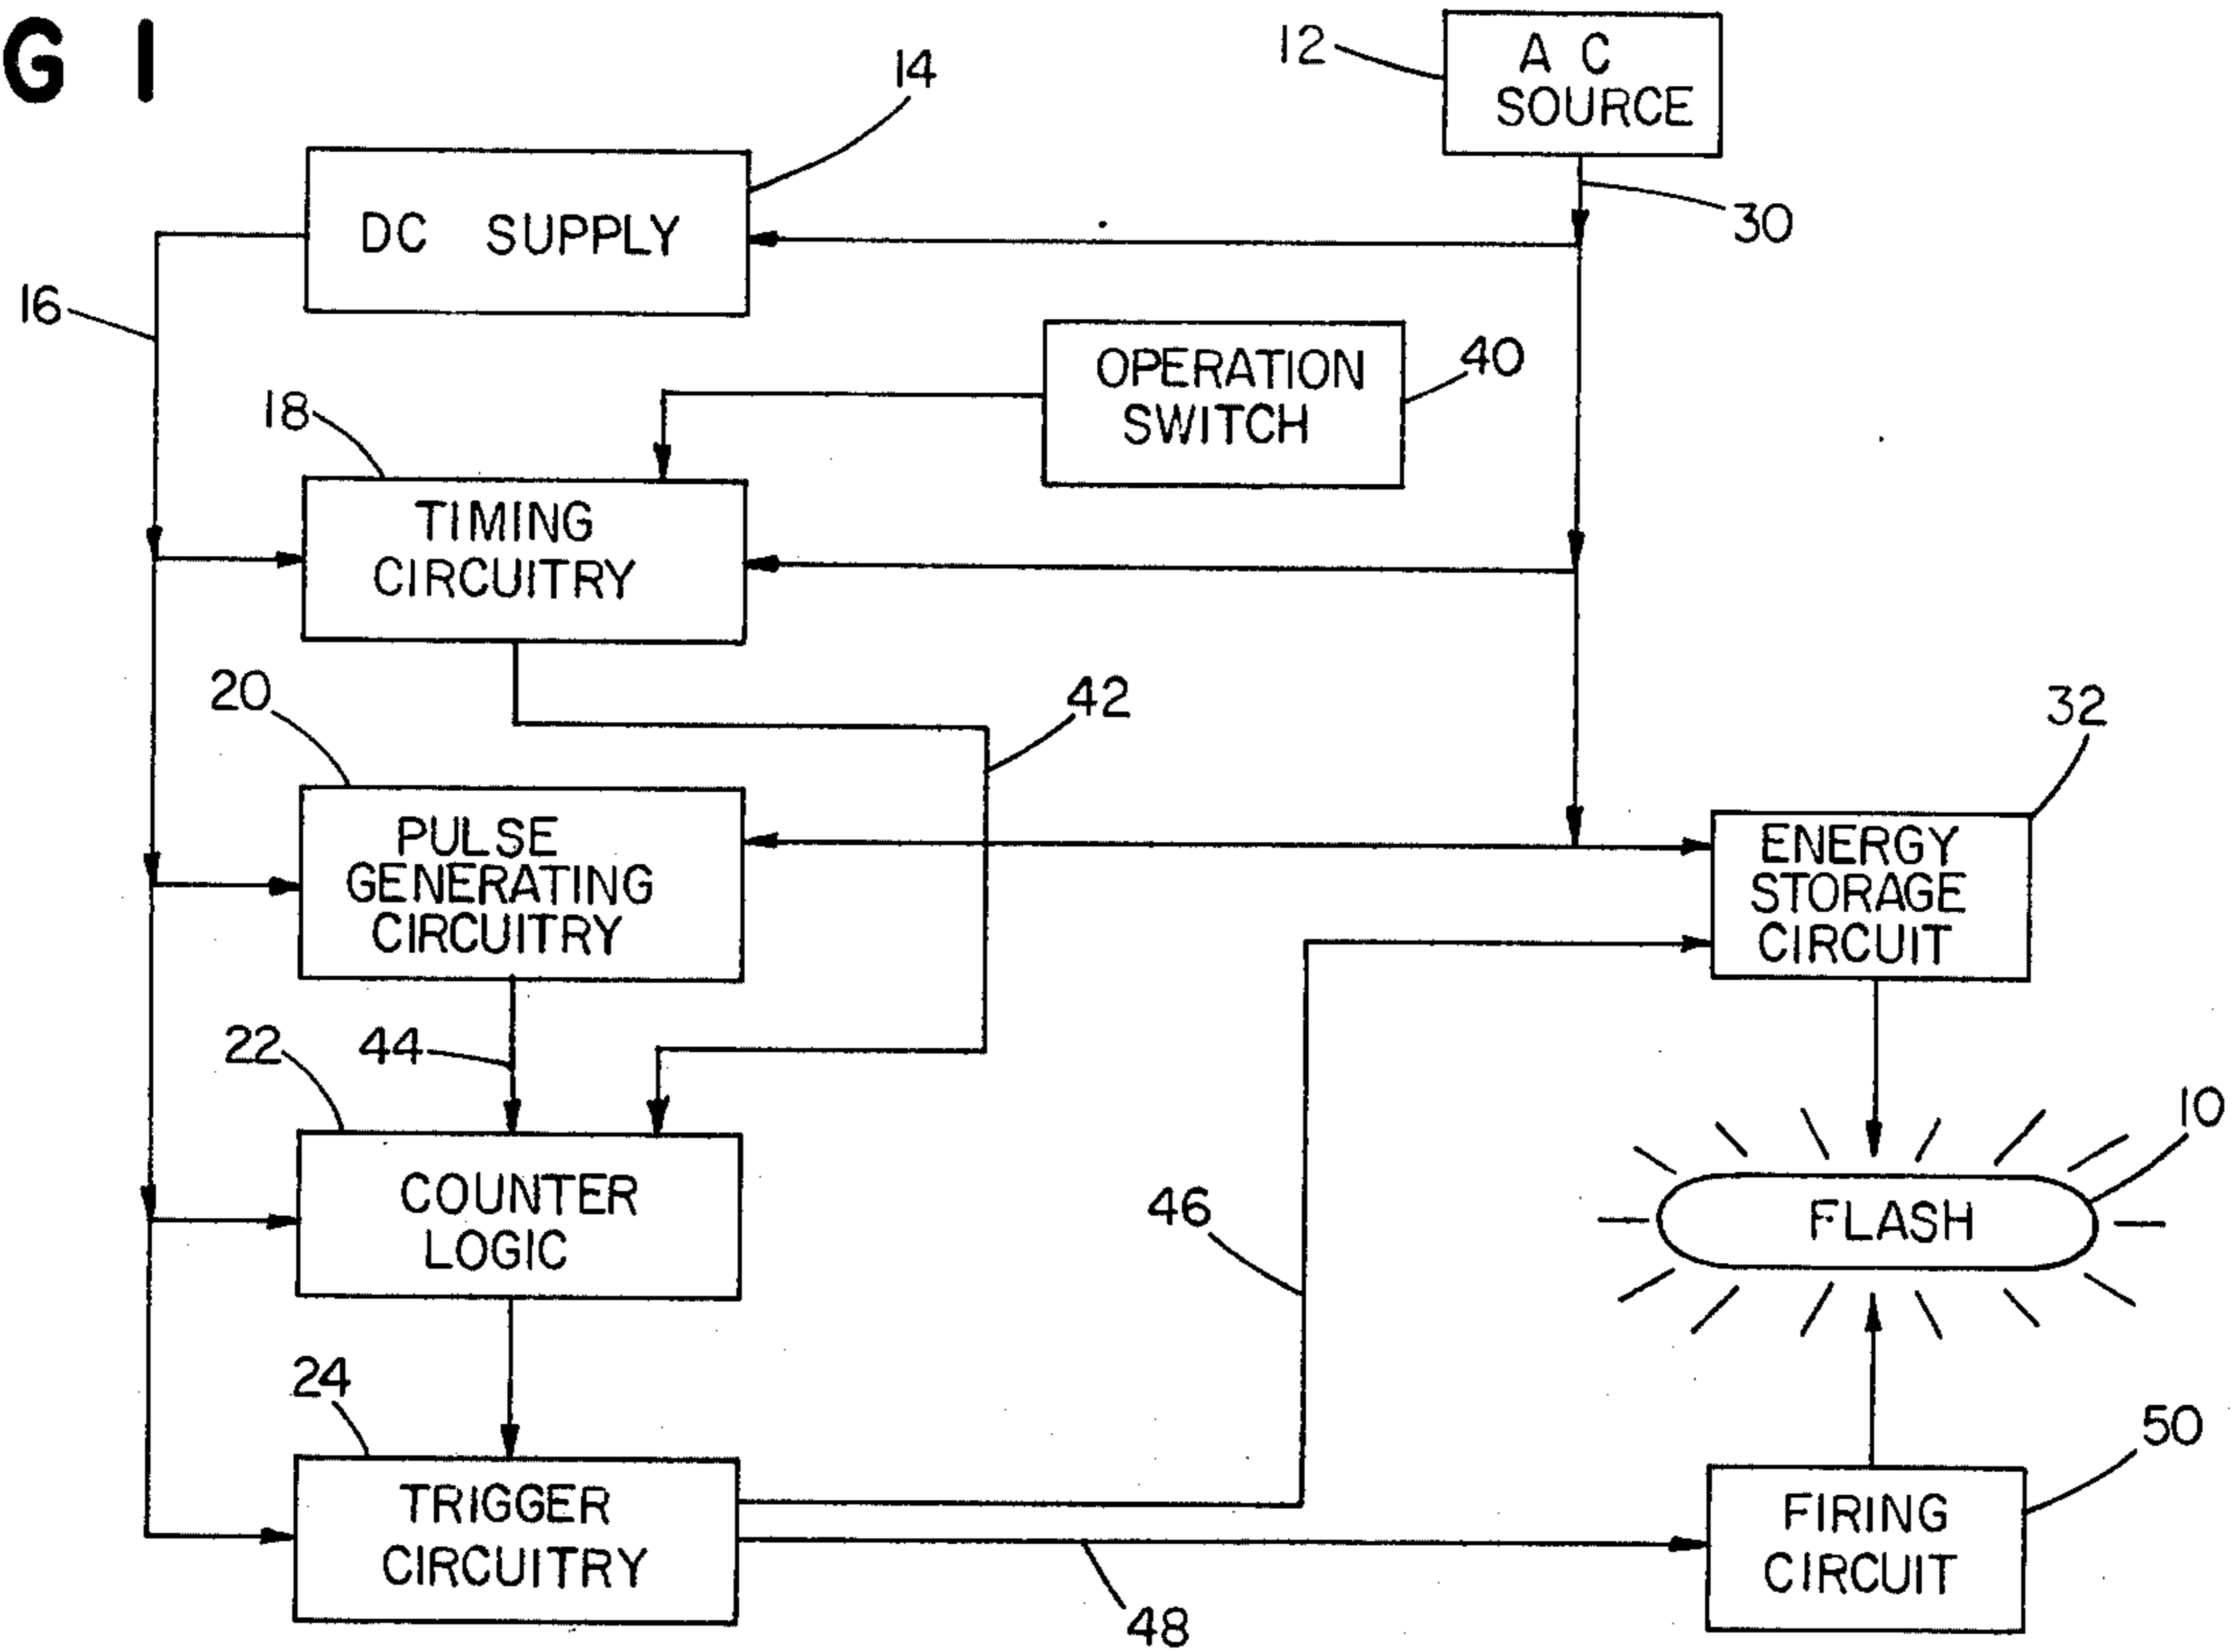 G 1
12
A C
SOURCE
14
30
DC SUPPLY
16
OPERATION
SWITCH
40
18
TIMING
CIRCUITRY
20
42
32
PULSE
GENERATING
CIRCUITRY
ENERGY
STORAGE
CIRCUIT
22
44
10
COUNTER
LOGIC
46
FLASH
24
50
TRIGGER
CIRCUITRY
FIRING
CIRCUIT
48